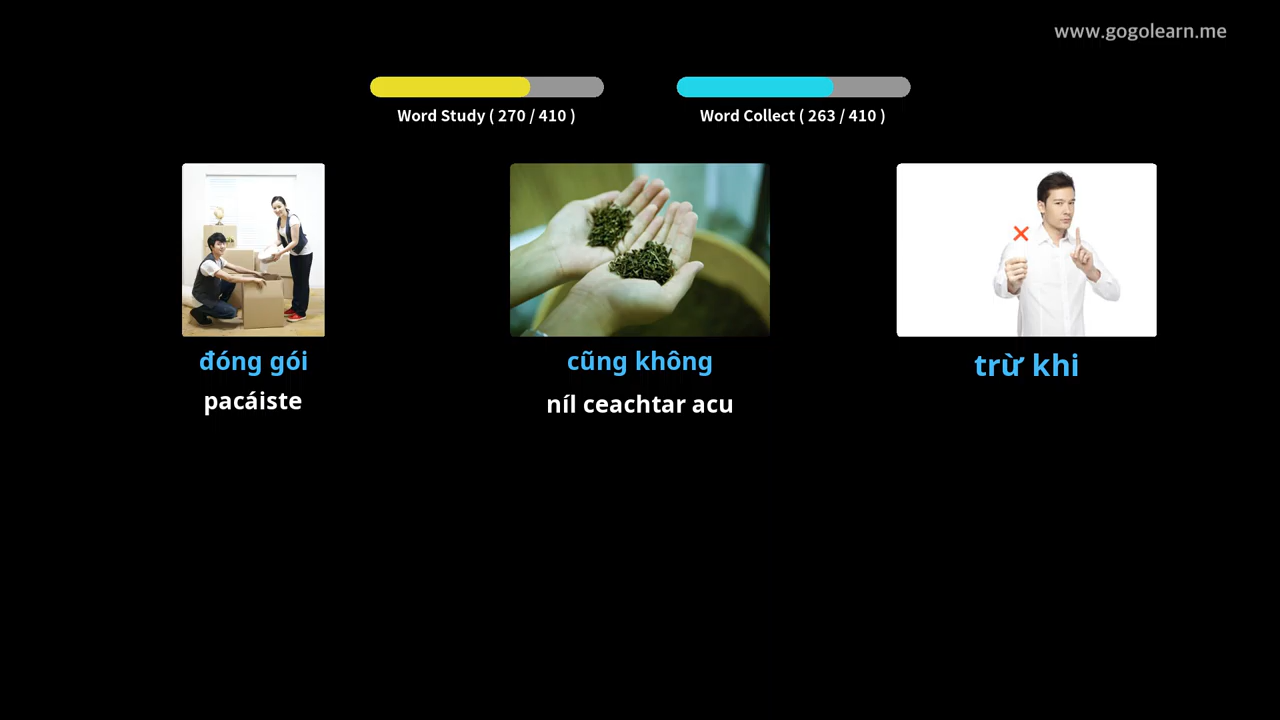 www.gogolearn.me
Word Study ( 270 / 410 )
Word Collect ( 263 / 410 )
đóng gói
pacáiste
cũng không
níl ceachtar acu
trừ khi